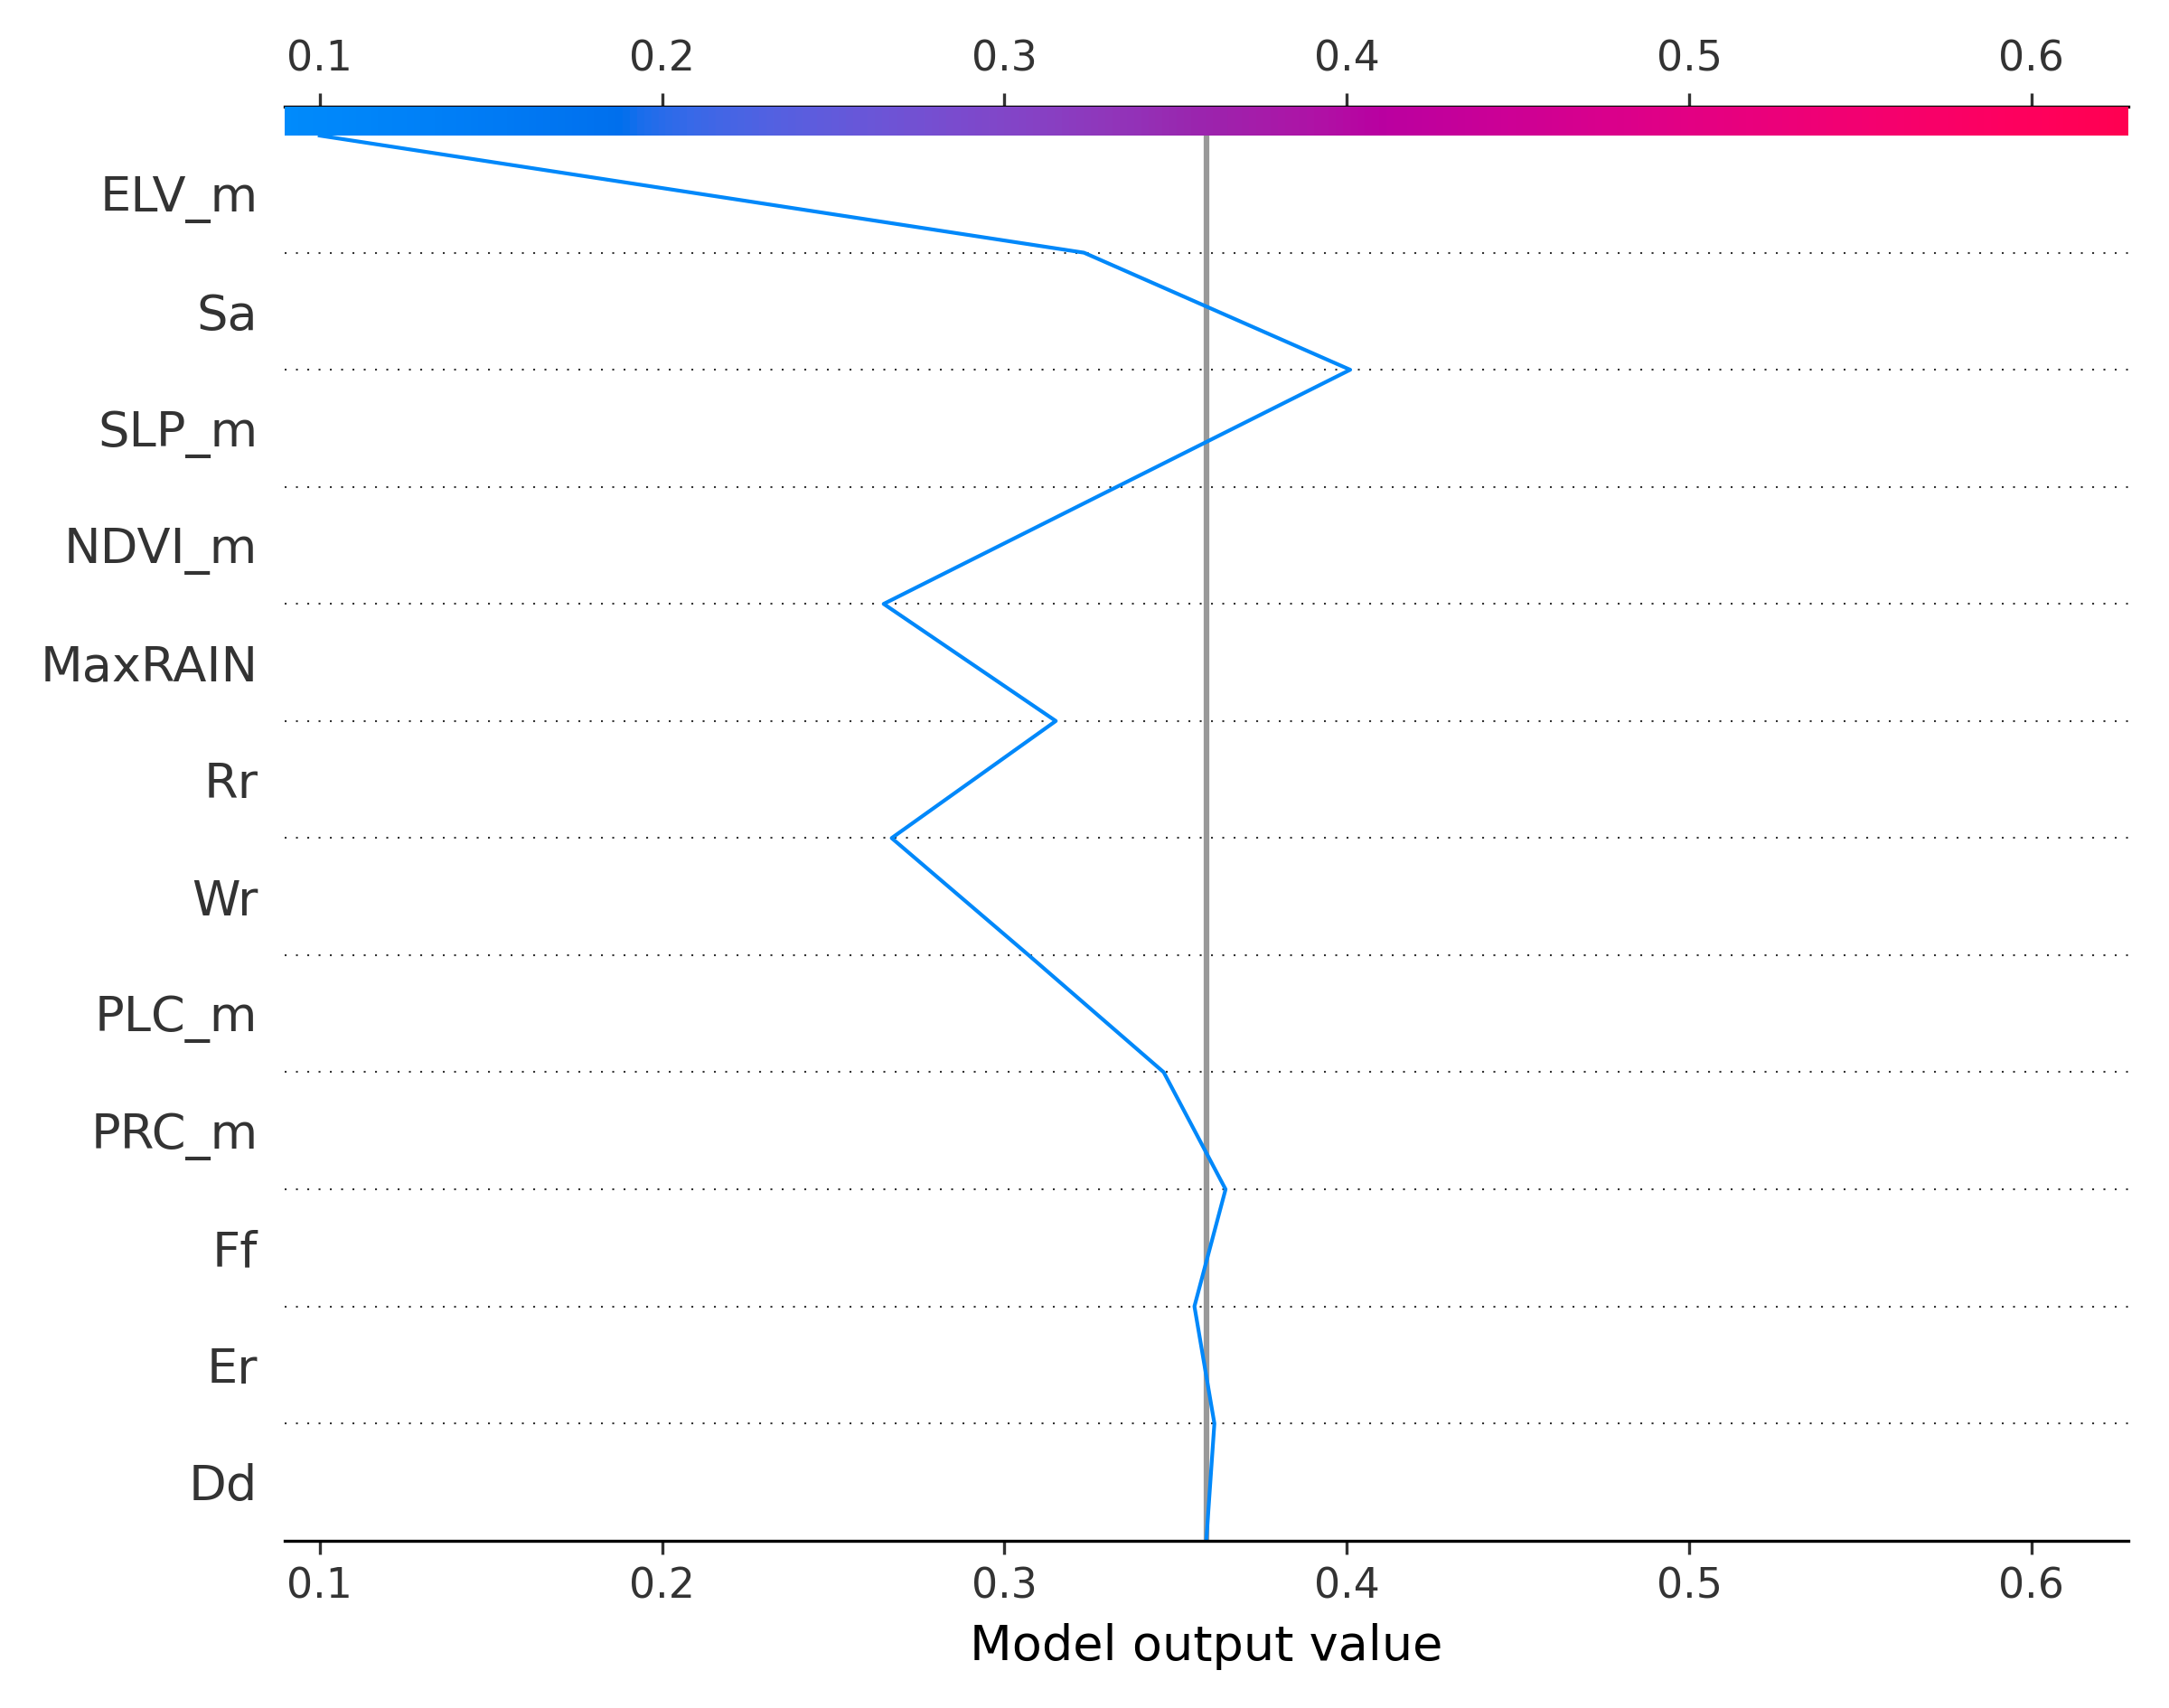 0.1 0.2 0.3 0.4 0.5 0.6
ELV_m
Sa
SLP_m
NDVI_m
MaxRAIN
Rr
Wr
PLC_m
PRC_m
Ff
Er
Dd
0.1 0.2 0.3 0.4 0.5 0.6
Model output value